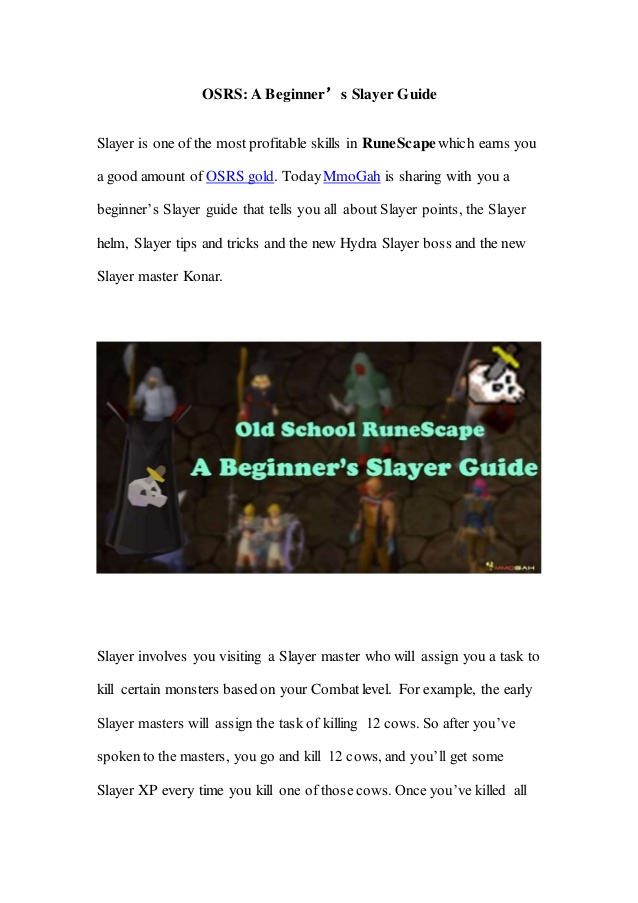 OSRS: A Beginner’s Slayer Guide
Slayer is one of the most profitable skills in RuneScape which earns you
a good amount of OSRS gold. Today MmoGah is sharing with you a
beginner’s Slayer guide that tells you all about Slayer points, the Slayer
helm, Slayer tips and tricks and the new Hydra Slayer boss and the new
Slayer master Konar.
Old School RuneScape
A Beginner’s Slayer Guide
MMOGAH
Slayer involves you visiting a Slayer master who will assign you a task to
kill certain monsters based on your Combat level. For example, the early
Slayer masters will assign the task of killing 12 cows. So after you’ve
spoken to the masters, you go and kill 12 cows, and you’ll get some
Slayer XP every time you kill one of those cows. Once you’ve killed all